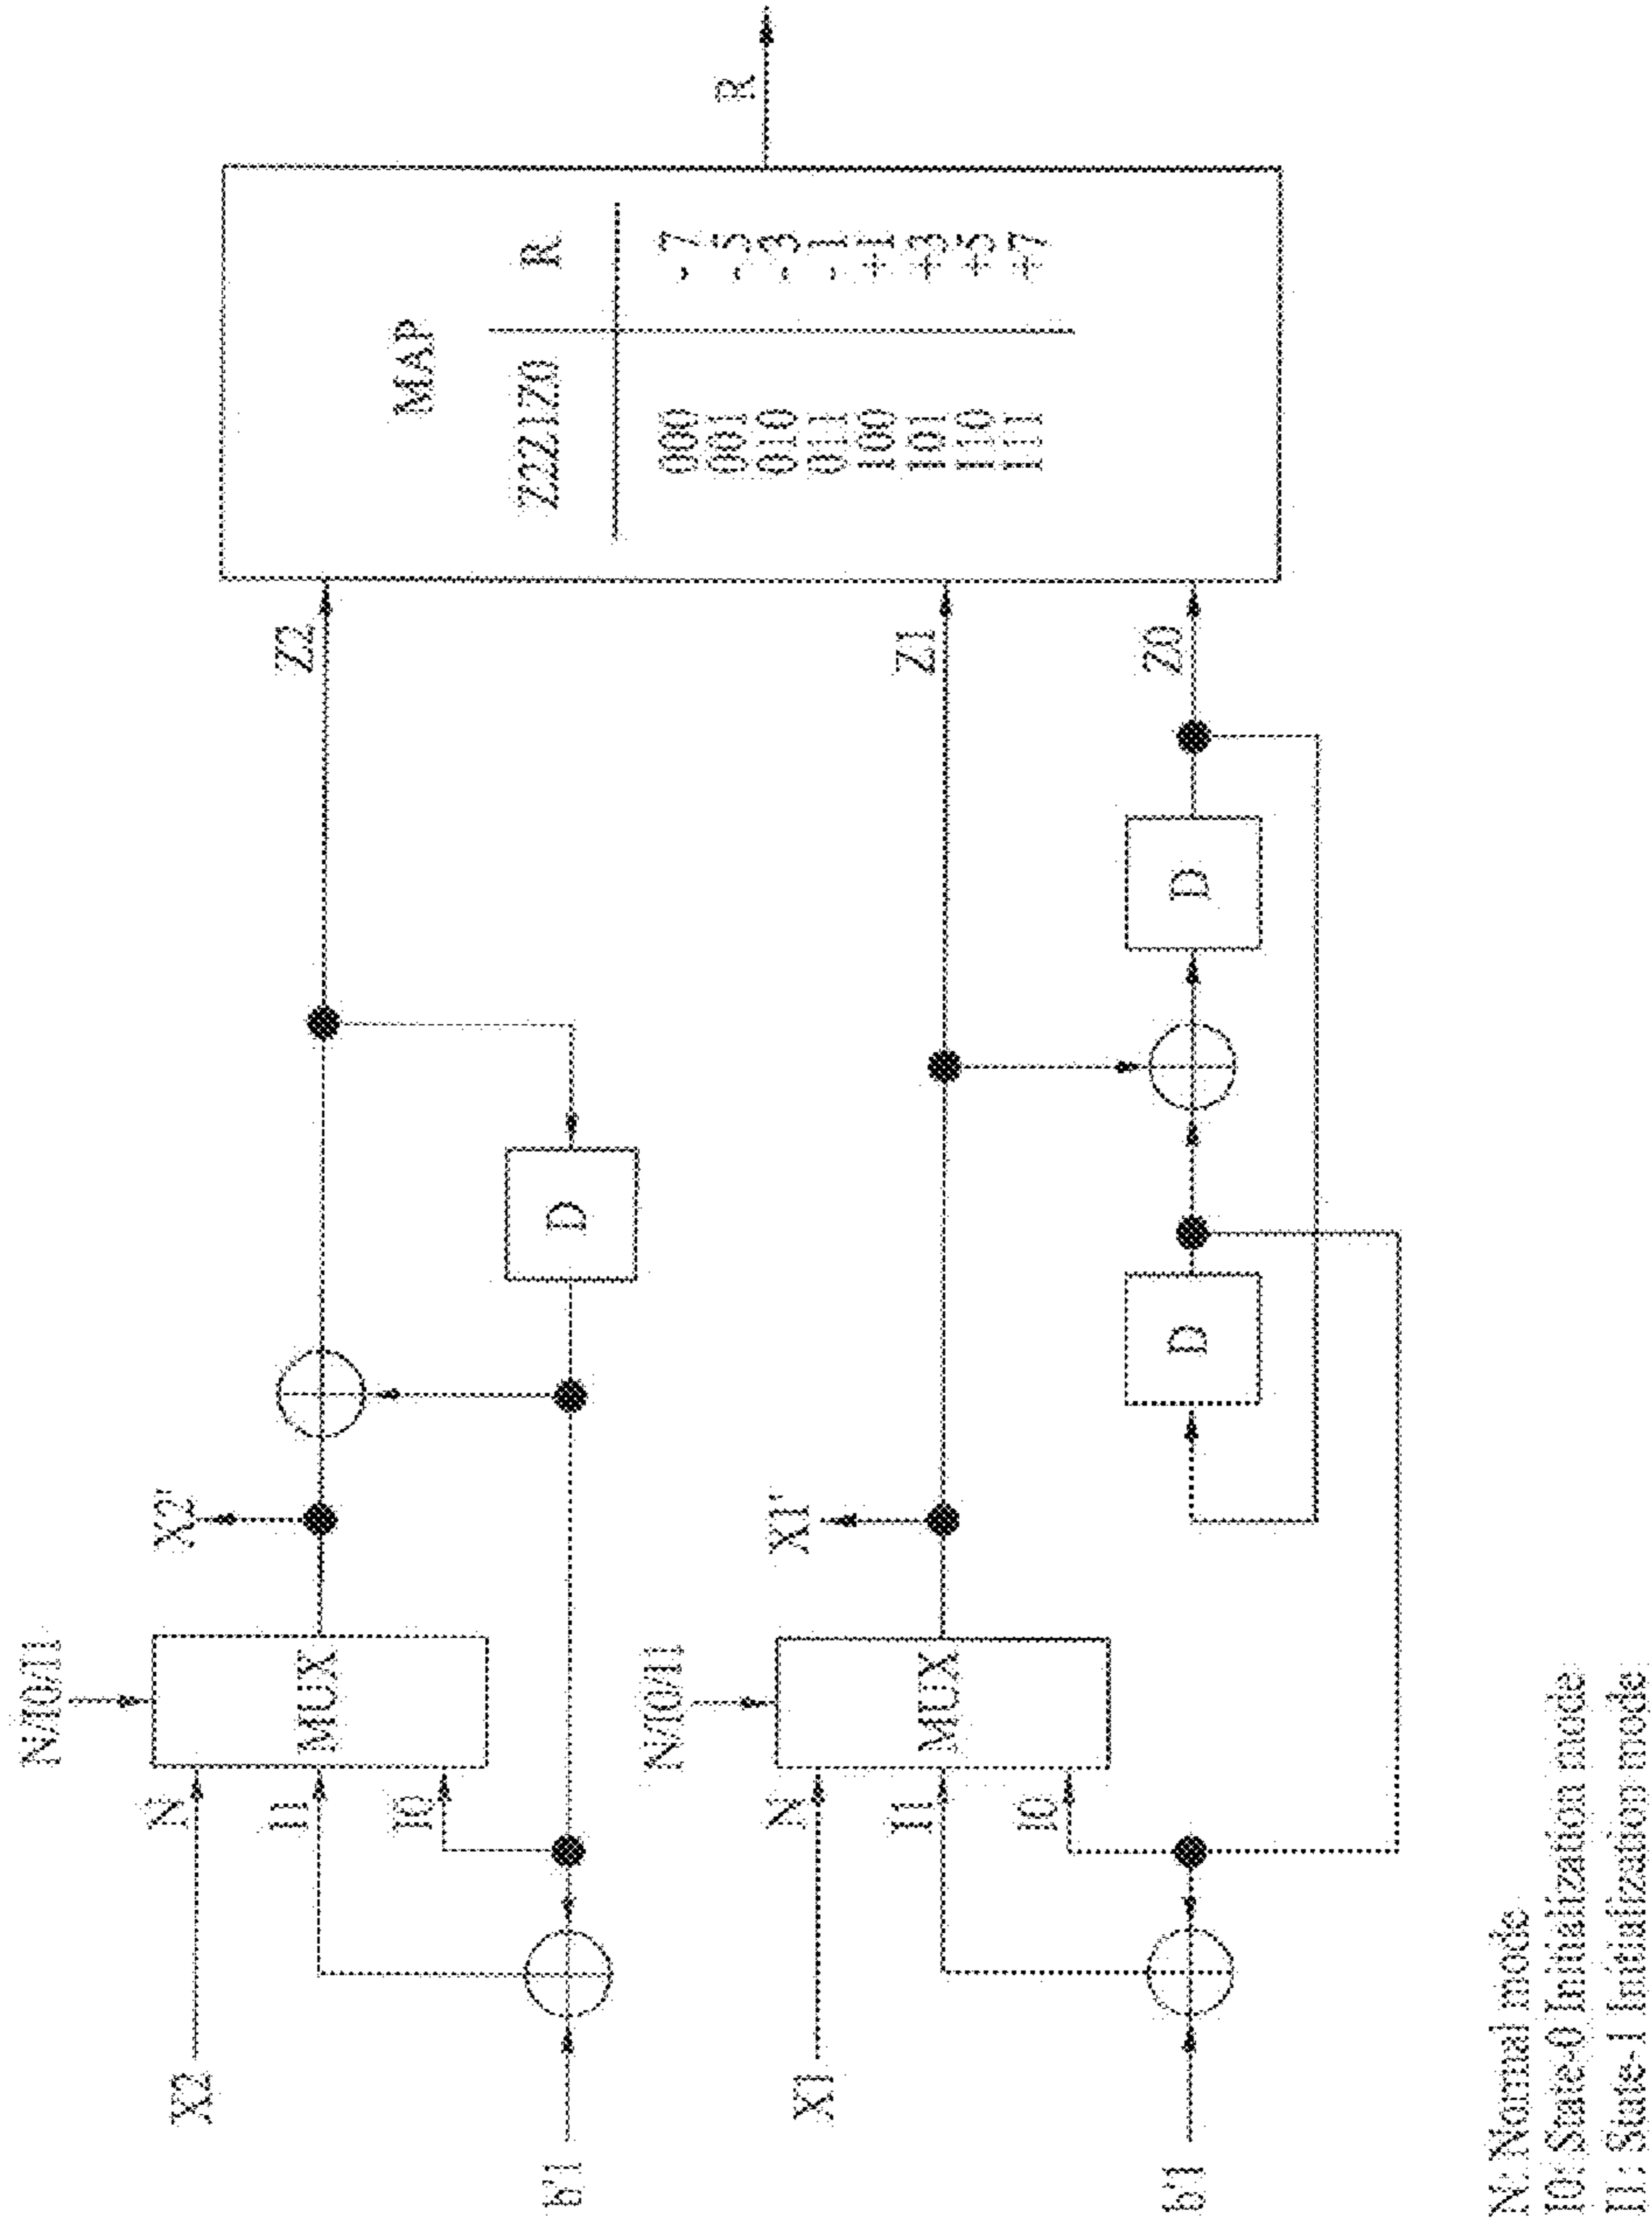 N/I0/I1
X2
N
X2'
I1
MUX
Z2
I0
b'1
D
N/I0/I1
X1
N
X1'
I1
MUX
Z1
I0
b'1
D
D
Z0
MAP
Z2Z1Z0 R
000 -7
001 -5
010 -3
011 -1
100 +1
101 +3
110 +5
111 +7
R
N: Normal mode
I0: State-0 Initialization mode
I1: State-1 Initialization mode